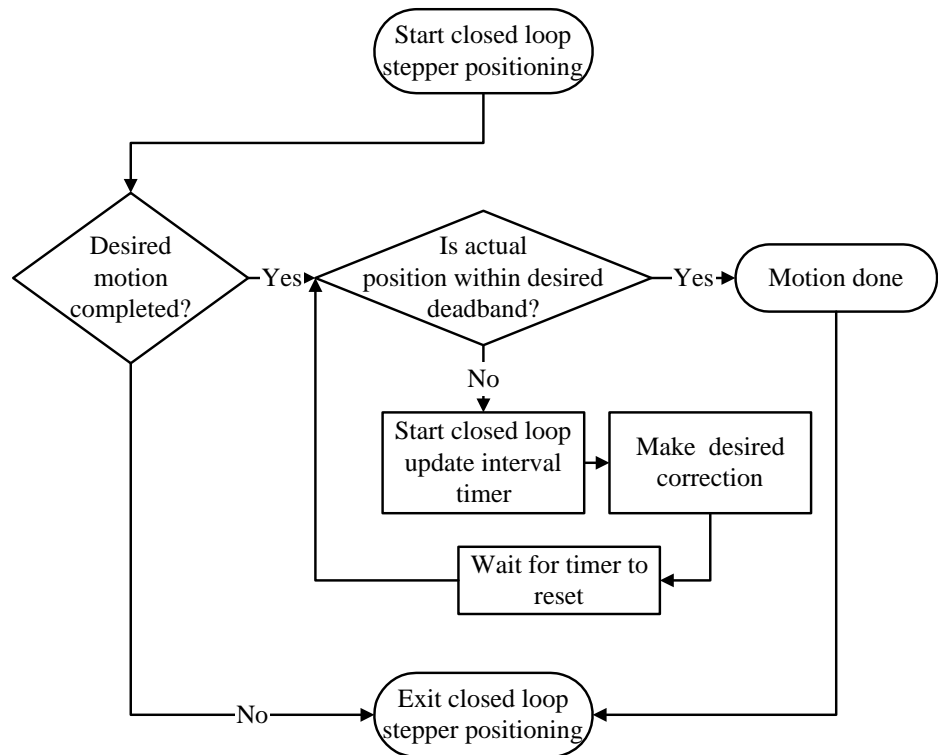 Start closed loop
stepper positioning
Desired
motion
completed?
Yes
Is actual
position within desired
deadband?
Yes
Motion done
No
Start closed loop
update interval
timer
Make desired
correction
Wait for timer to
reset
No
Exit closed loop
stepper positioning